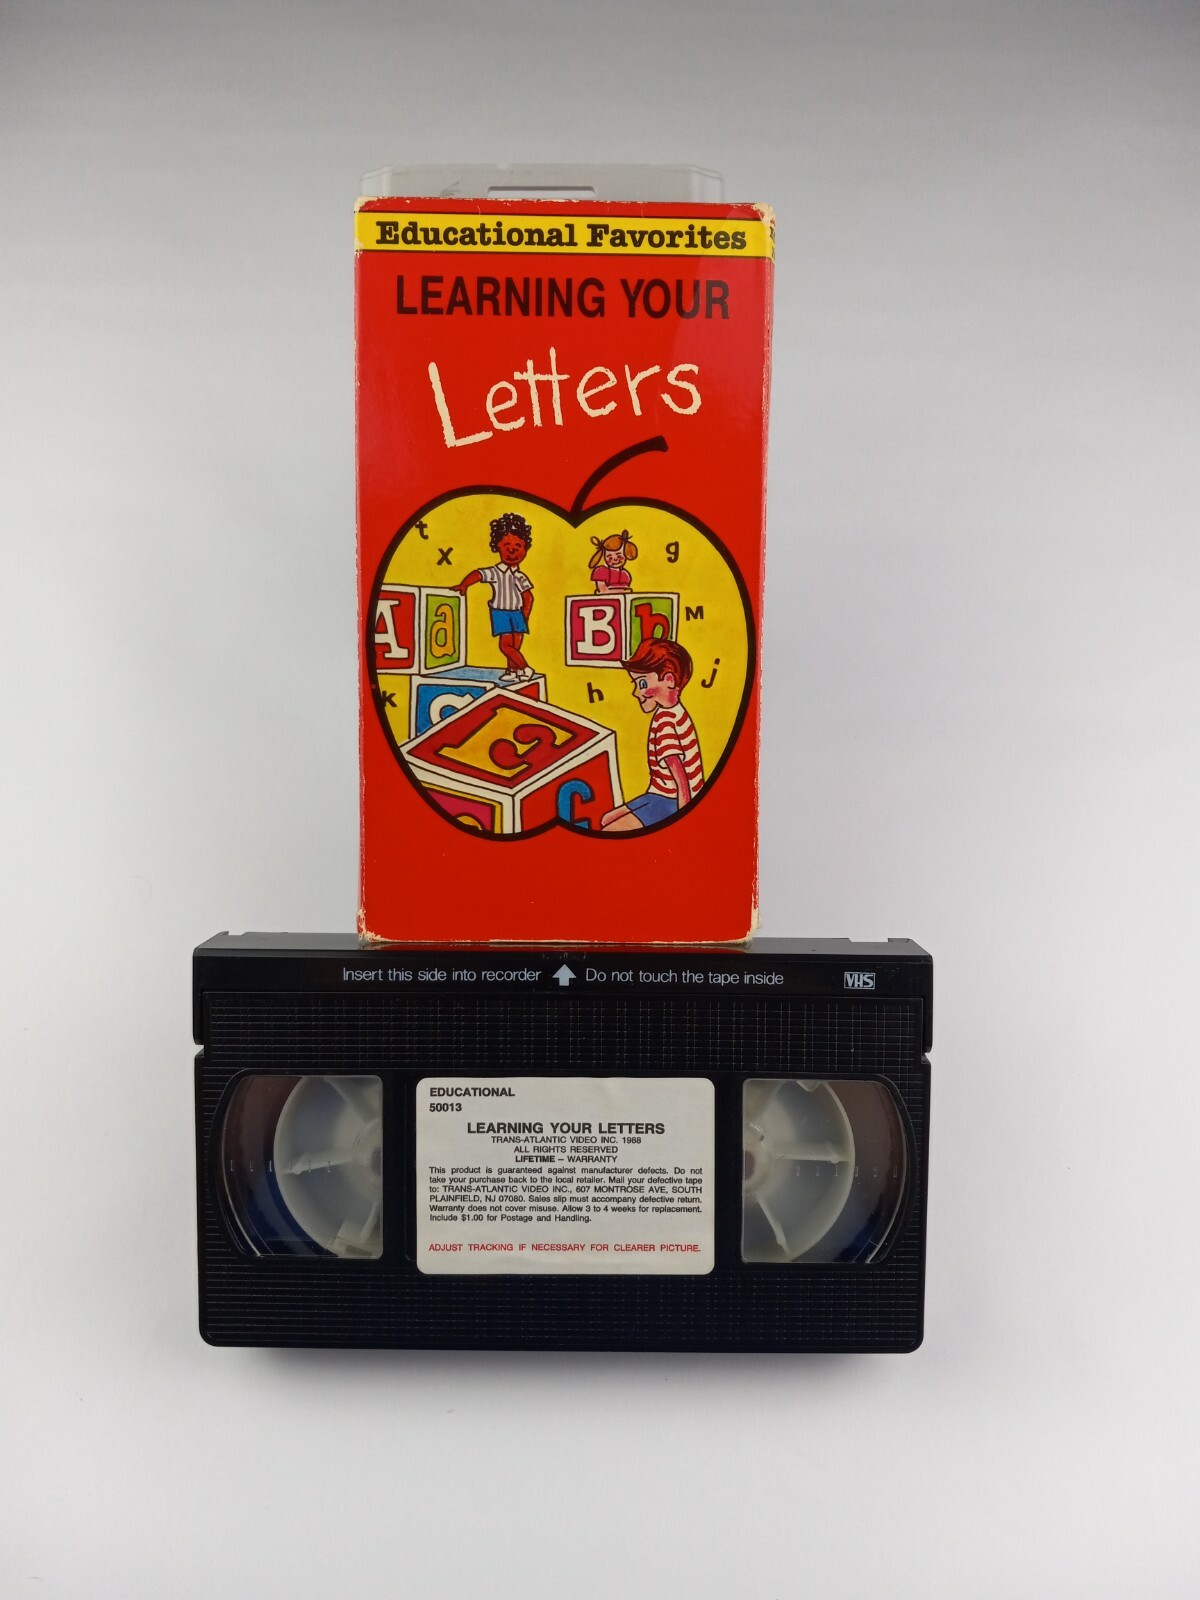 Educational Favorites
LEARNING YOUR
Letters
t
x
g
A a
B b
M
k
h
j
E
Insert this side into recorder Do not touch the tape inside VHS
EDUCATIONAL
50013
LEARNING YOUR LETTERS
TRANS-ATLANTIC VIDEO INC. 1988
ALL RIGHTS RESERVED
LIFETIME – WARRANTY
This product is guaranteed against manufacturer defects. Do not
take your purchase back to the local retailer. Mail your defective tape
to: TRANS-ATLANTIC VIDEO INC., 607 MONTROSE AVE, SOUTH
PLAINFIELD, NJ 07080. Sales slip must accompany defective return.
Warranty does not cover misuse. Allow 3 to 4 weeks for replacement.
Include $1.00 for Postage and Handling.
ADJUST TRACKING IF NECESSARY FOR CLEARER PICTURE.